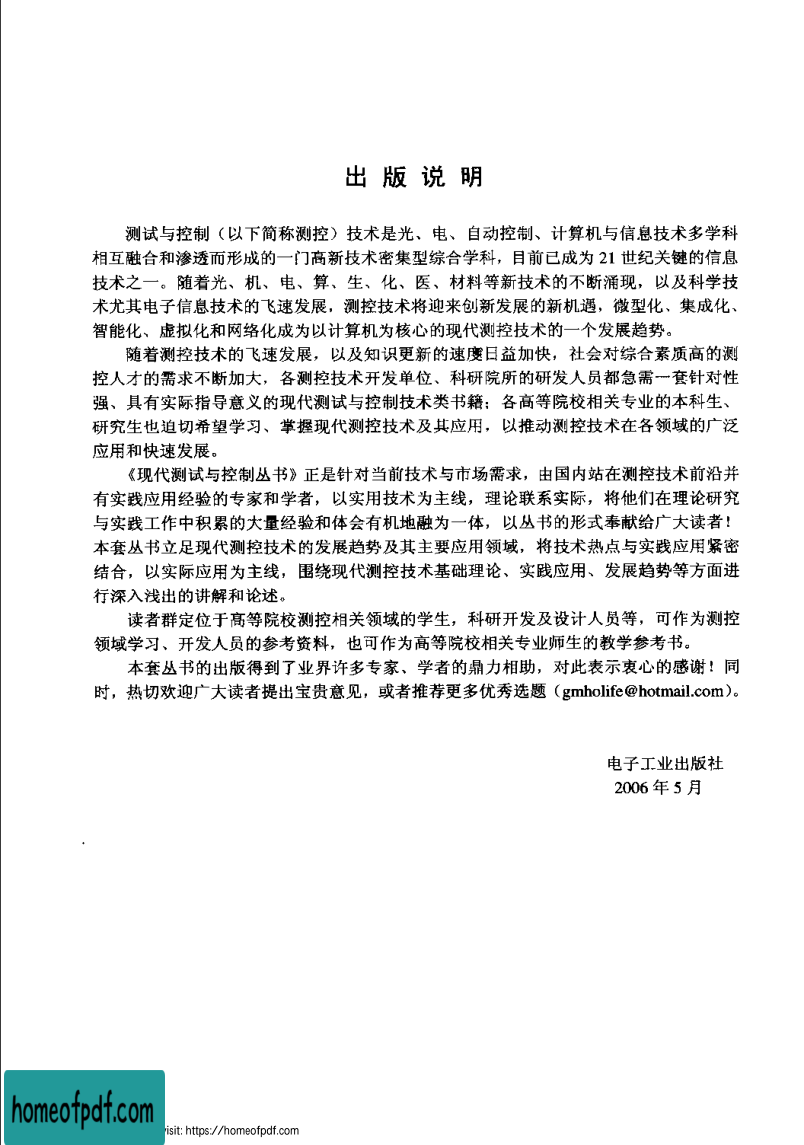 出 版 说 明
测试与控制（以下简称测控）技术是光、电、自动控制、计算机与信息技术多学科
相互融合和渗透而形成的一门高新技术密集型综合学科，目前已成为 21 世纪关键的信息
技术之一。随着光、机、电、算、生、化、医、材料等新技术的不断涌现，以及科学技
术尤其电子信息技术的飞速发展，测控技术将迎来创新发展的新机遇，微型化、集成化、
智能化、虚拟化和网络化成为以计算机为核心的现代测控技术的一个发展趋势。
随着测控技术的飞速发展，以及知识更新的速度日益加快，社会对综合素质高的测
控人才的需求不断加大，各测控技术开发单位、科研院所的研发人员都急需一套针对性
强、具有实际指导意义的现代测试与控制技术类书籍；各高等院校相关专业的本科生、
研究生也迫切希望学习、掌握现代测控技术及其应用，以推动测控技术在各领域的广泛
应用和快速发展。
《现代测试与控制丛书》正是针对当前技术与市场需求，由国内站在测控技术前沿并
有实践应用经验的专家和学者，以实用技术为主线，理论联系实际，将他们在理论研究
与实践工作中积累的大量经验和体会有机地融为一体，以丛书的形式奉献给广大读者！
本套丛书立足现代测控技术的发展趋势及其主要应用领域，将技术热点与实践应用紧密
结合，以实际应用为主线，围绕现代测控技术基础理论、实践应用、发展趋势等方面进
行深入浅出的讲解和论述。
读者群定位于高等院校测控相关领域的学生，科研开发及设计人员等，可作为测控
领域学习、开发人员的参考资料，也可作为高等院校相关专业师生的教学参考书。
本套丛书的出版得到了业界许多专家、学者的鼎力相助，对此表示衷心的感谢！同
时，热切欢迎广大读者提出宝贵意见，或者推荐更多优秀选题（gmholife@hotmail.com）。
电子工业出版社
2006 年 5 月
homeofpdf.com
visit: https://homeofpdf.com